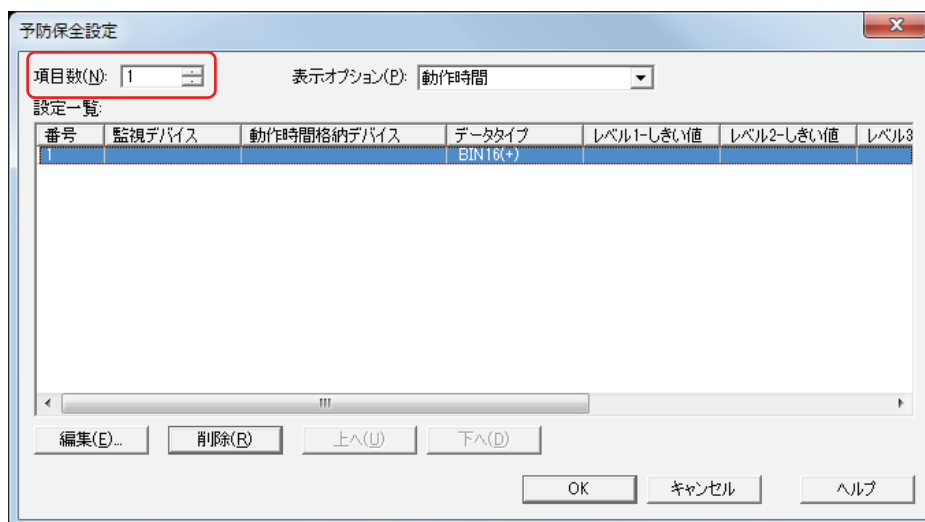 予防保全設定
項目数(N): 1 表示オプション(P): 動作時間
設定一覧:
番号 監視デバイス 動作時間格納デバイス データタイプ レベル1-しきい値 レベル2-しきい値 レベル3
1 BIN16(+)
編集(E)... 削除(R) 上へ(U) 下へ(D)
OK キャンセル ヘルプ